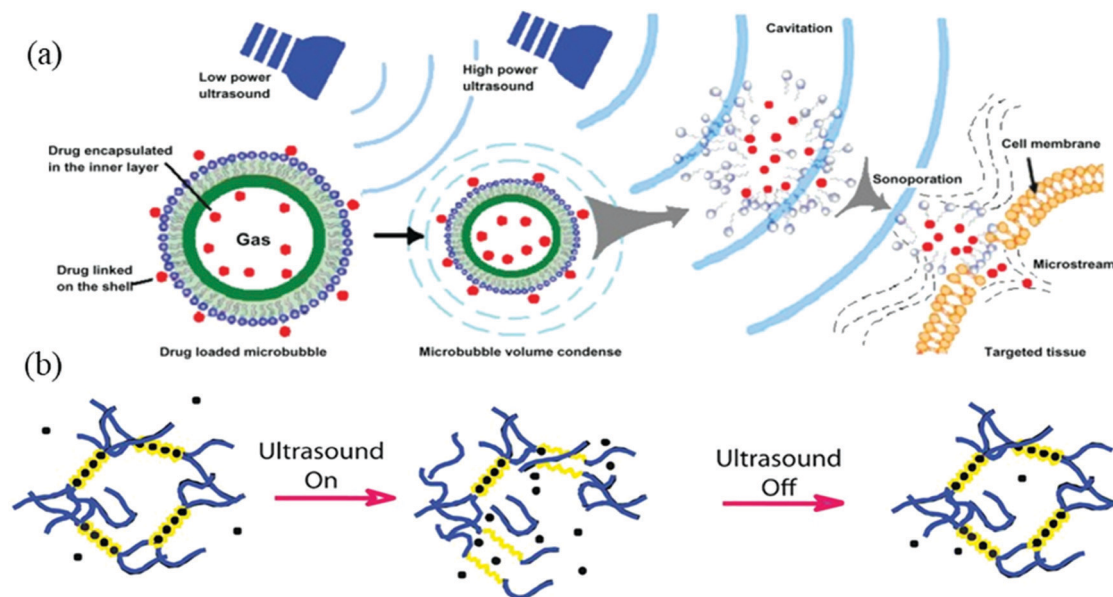 (a)
Low power
ultrasound
High power
ultrasound
Cavitation
Drug encapsulated
in the inner layer
Gas
Drug linked
on the shell
Sonoporation
Cell membrane
Microstream
Drug loaded microbubble
Microbubble volume condense
Targeted tissue
(b)
Ultrasound
On
Ultrasound
Off